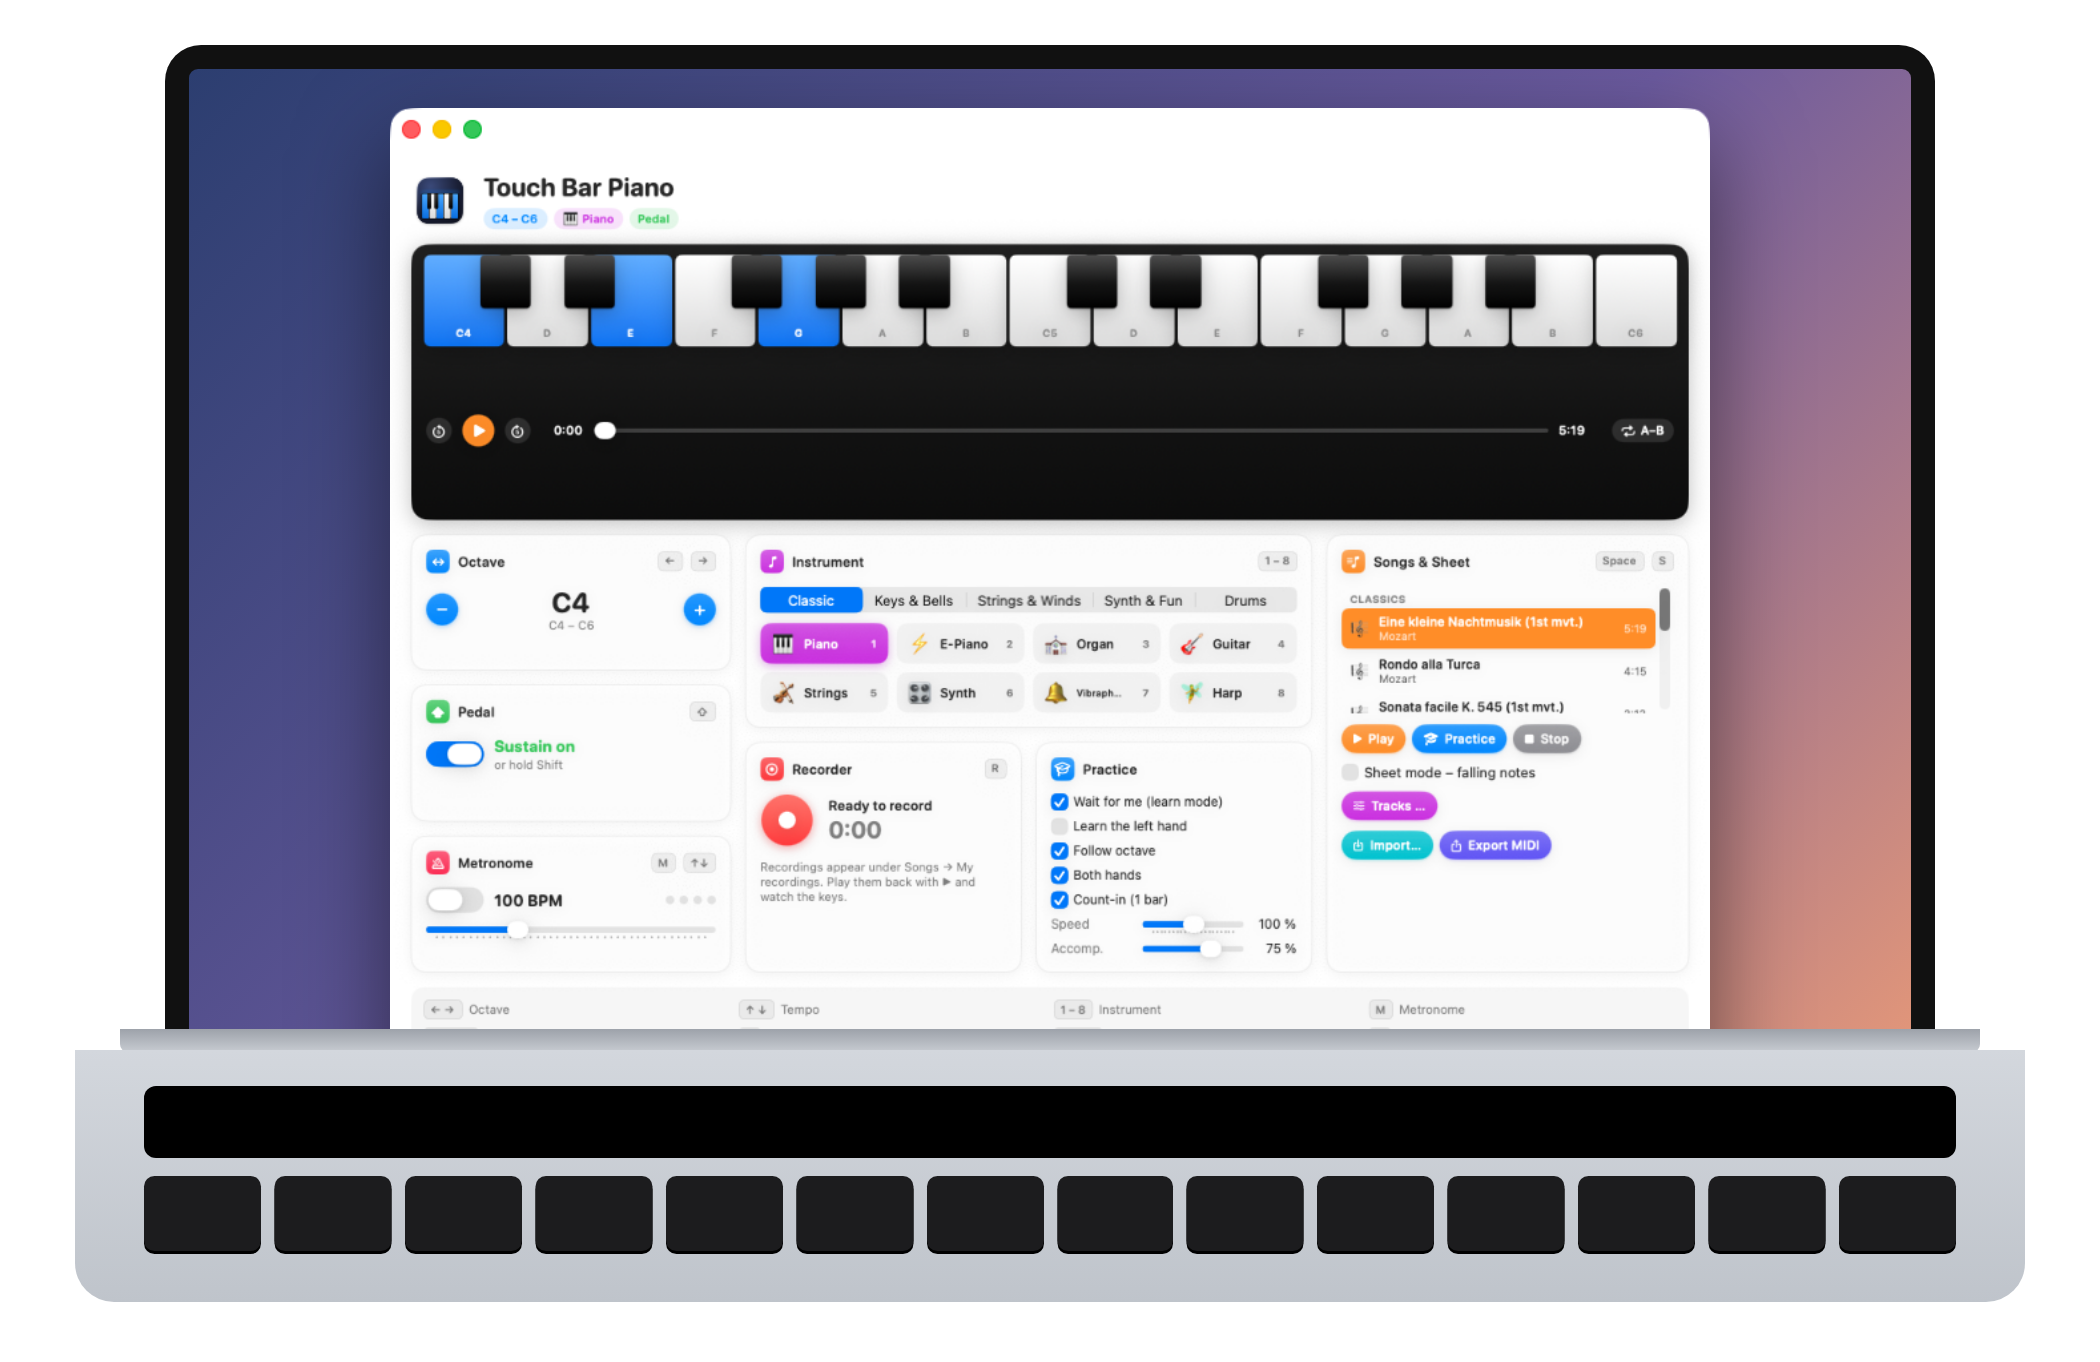 Touch Bar Piano
C4 – C6 Piano Pedal
C4 D E F G A B C5 D E F G A B C6
0:00 5:19 A–B
Octave ← →
C4
C4 – C6
Pedal
Sustain on
or hold Shift
Metronome M ↑↓
100 BPM
Instrument 1 – 8
Classic Keys & Bells Strings & Winds Synth & Fun Drums
Piano 1 E-Piano 2 Organ 3 Guitar 4
Strings 5 Synth 6 Vibraph... 7 Harp 8
Recorder R
Ready to record
0:00
Recordings appear under Songs → My
recordings. Play them back with ▶ and
watch the keys.
Practice
Wait for me (learn mode)
Learn the left hand
Follow octave
Both hands
Count-in (1 bar)
Speed 100 %
Accomp. 75 %
Songs & Sheet Space S
CLASSICS
Eine kleine Nachtmusik (1st mvt.) 5:19
Mozart
Rondo alla Turca 4:15
Mozart
Sonata facile K. 545 (1st mvt.)
Play Practice Stop
Sheet mode – falling notes
Tracks ...
Import... Export MIDI
← → Octave ↑ ↓ Tempo 1 – 8 Instrument M Metronome